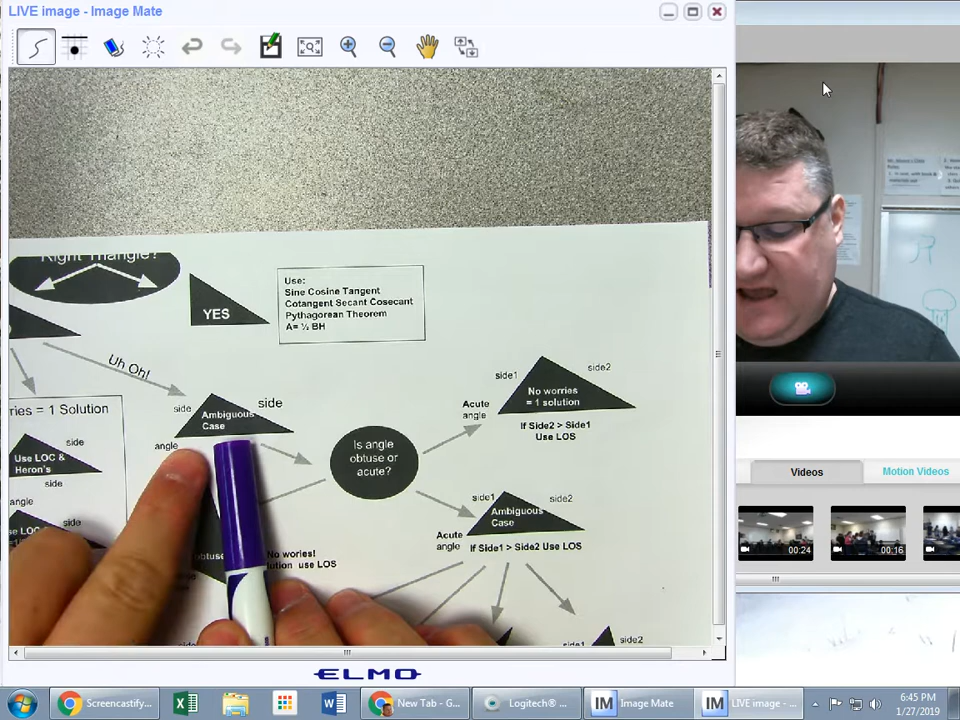 LIVE image - Image Mate
Right Triangle?
YES
Use:
Sine Cosine Tangent
Cotangent Secant Cosecant
Pythagorean Theorem
A= ½ BH
Uh Oh!
ries = 1 Solution
side
Use LOC &
Heron's
side
angle
side
side
side
Ambiguous
Case
angle
Is angle
obtuse or
acute?
side1
side2
No worries
= 1 solution
Acute
angle
If Side2 > Side1
Use LOS
side1
side2
Ambiguous
Case
Acute
angle
If Side1 > Side2 Use LOS
No wories!
lution use LOS
side1
side2
ELMO
Videos
Motion Videos
00:24
00:16
Screencastify...
New Tab - G...
Logitech® ...
Image Mate
LIVE image - ...
6:45 PM
1/27/2019